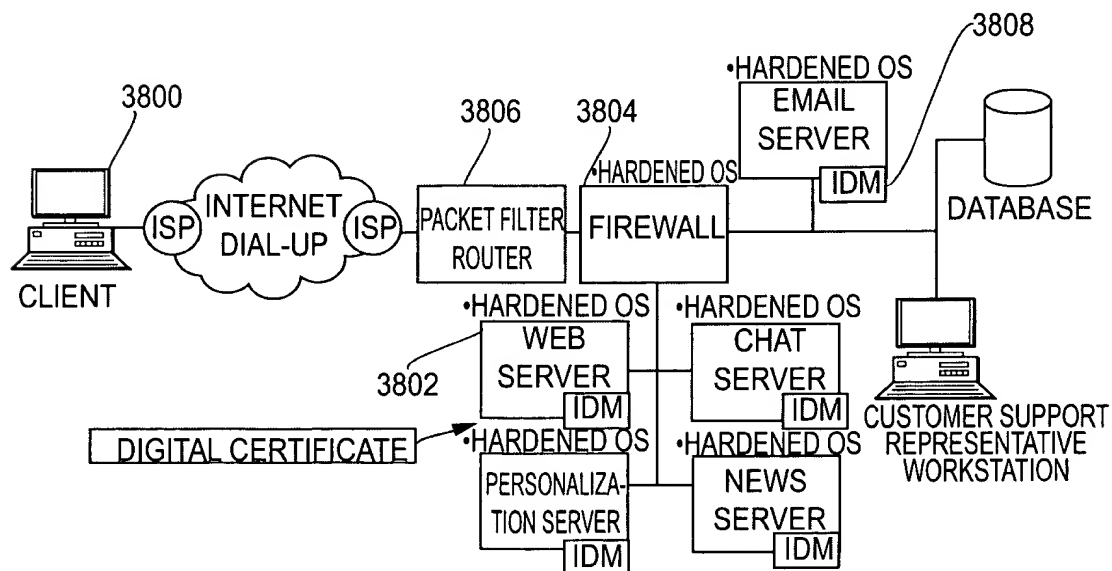 3808
•HARDENED OS
EMAIL
SERVER
IDM
3800
3806
3804
•HARDENED OS
ISP
INTERNET
DIAL-UP
ISP
PACKET FILTER
ROUTER
FIREWALL
DATABASE
CLIENT
•HARDENED OS
WEB
SERVER
IDM
3802
•HARDENED OS
CHAT
SERVER
IDM
CUSTOMER SUPPORT
REPRESENTATIVE
WORKSTATION
DIGITAL CERTIFICATE
•HARDENED OS
PERSONALIZA-
TION SERVER
IDM
•HARDENED OS
NEWS
SERVER
IDM